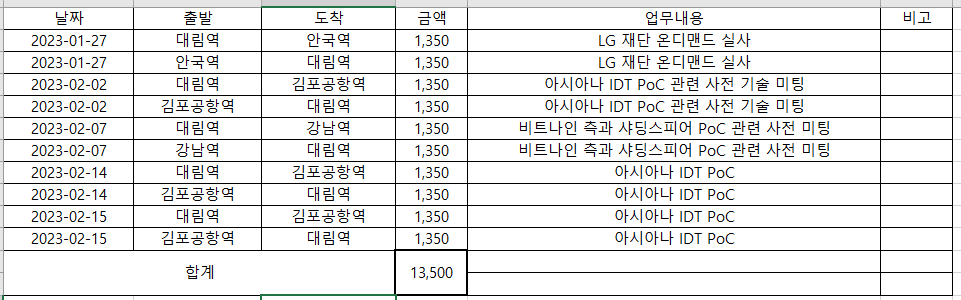 날짜 출발 도착 금액 업무내용 비고
2023-01-27 대림역 안국역 1,350 LG 재단 온디맨드 실사
2023-01-27 안국역 대림역 1,350 LG 재단 온디맨드 실사
2023-02-02 대림역 김포공항역 1,350 아시아나 IDT PoC 관련 사전 기술 미팅
2023-02-02 김포공항역 대림역 1,350 아시아나 IDT PoC 관련 사전 기술 미팅
2023-02-07 대림역 강남역 1,350 비트나인 측과 샤딩스피어 PoC 관련 사전 미팅
2023-02-07 강남역 대림역 1,350 비트나인 측과 샤딩스피어 PoC 관련 사전 미팅
2023-02-14 대림역 김포공항역 1,350 아시아나 IDT PoC
2023-02-14 김포공항역 대림역 1,350 아시아나 IDT PoC
2023-02-15 대림역 김포공항역 1,350 아시아나 IDT PoC
2023-02-15 김포공항역 대림역 1,350 아시아나 IDT PoC
합계 13,500